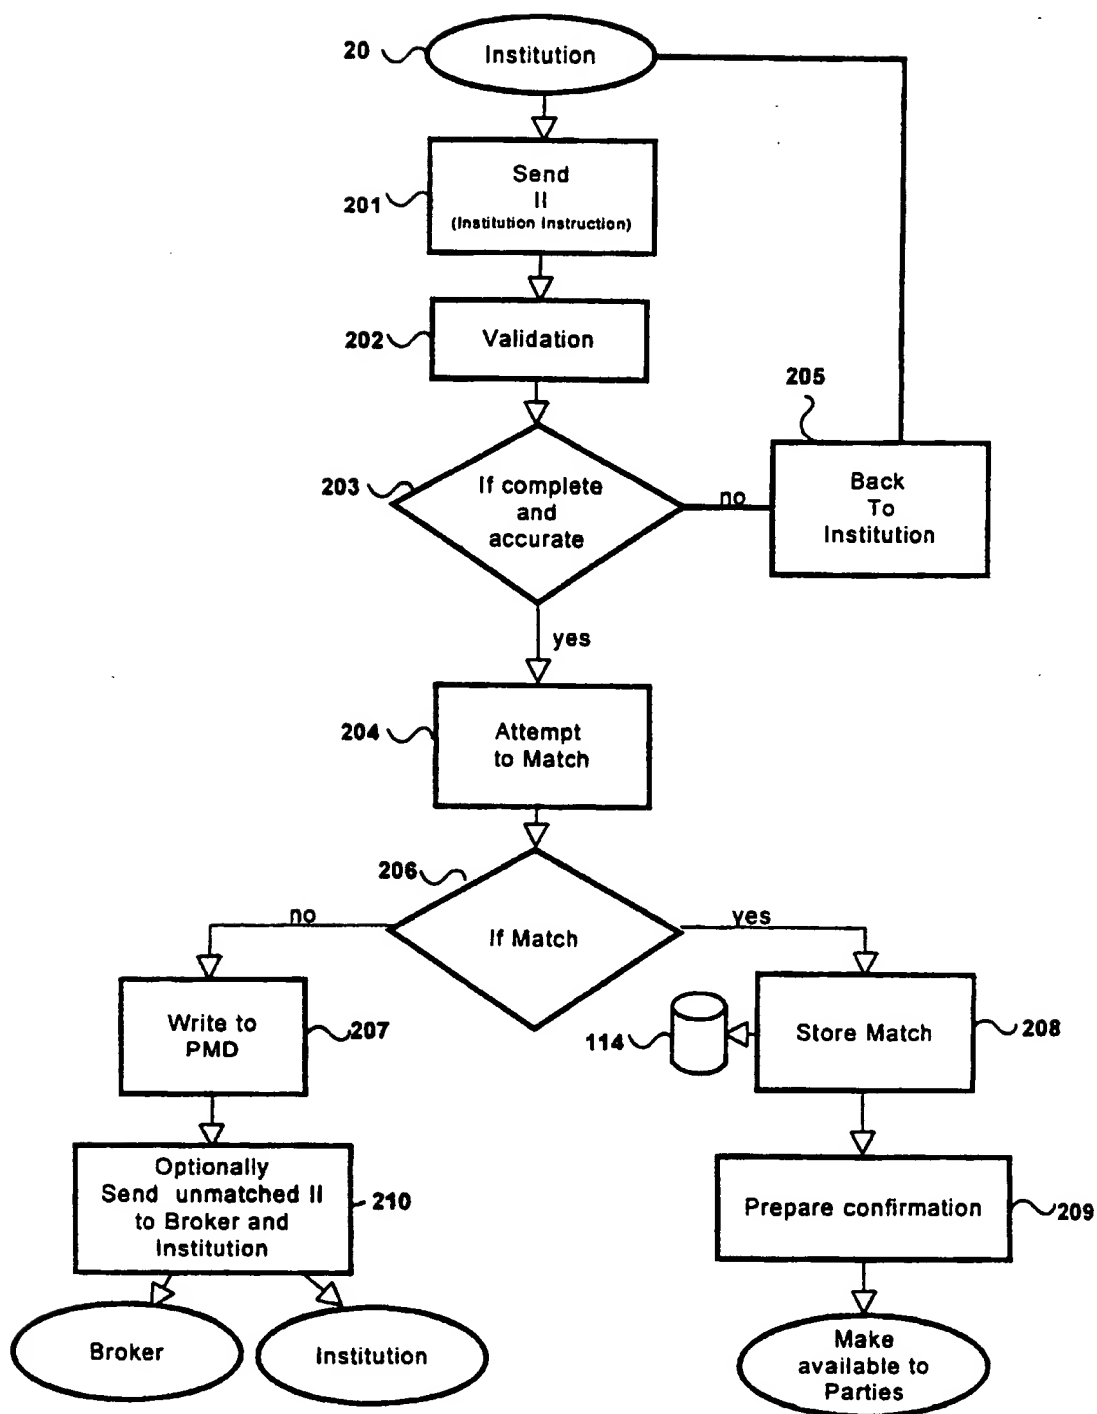 20
Institution
Send
II
(Institution Instruction)
201
Validation
202
205
203
If complete
and
accurate
no
Back
To
Institution
yes
204
Attempt
to Match
206
no
If Match
yes
Write to
PMD
207
114
Store Match
208
Optionally
Send unmatched II
to Broker and
Institution
210
Prepare confirmation
209
Broker
Institution
Make
available to
Parties